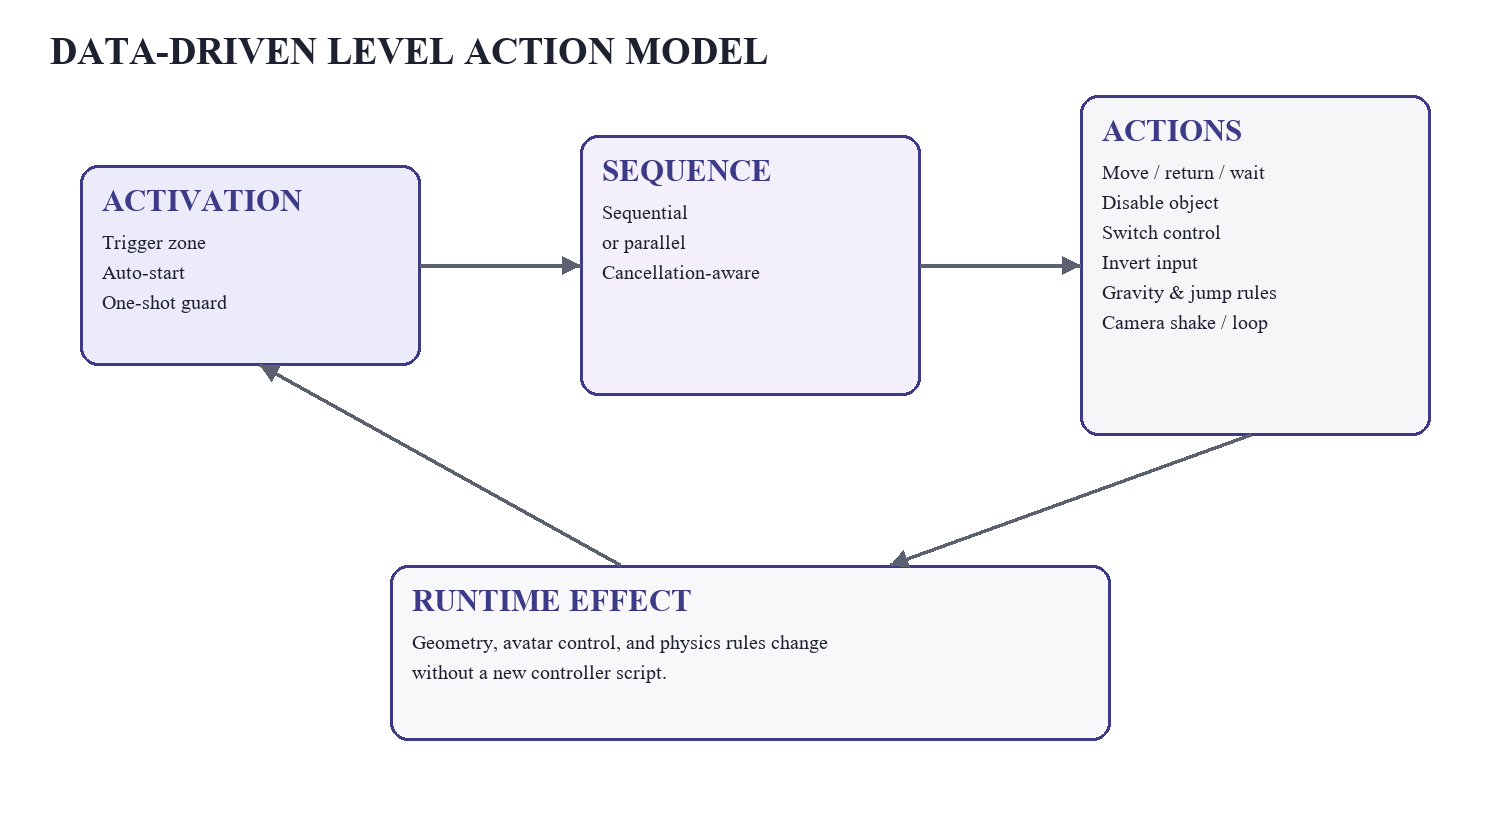 DATA-DRIVEN LEVEL ACTION MODEL
ACTIVATION
Trigger zone
Auto-start
One-shot guard
SEQUENCE
Sequential
or parallel
Cancellation-aware
ACTIONS
Move / return / wait
Disable object
Switch control
Invert input
Gravity & jump rules
Camera shake / loop
RUNTIME EFFECT
Geometry, avatar control, and physics rules change
without a new controller script.